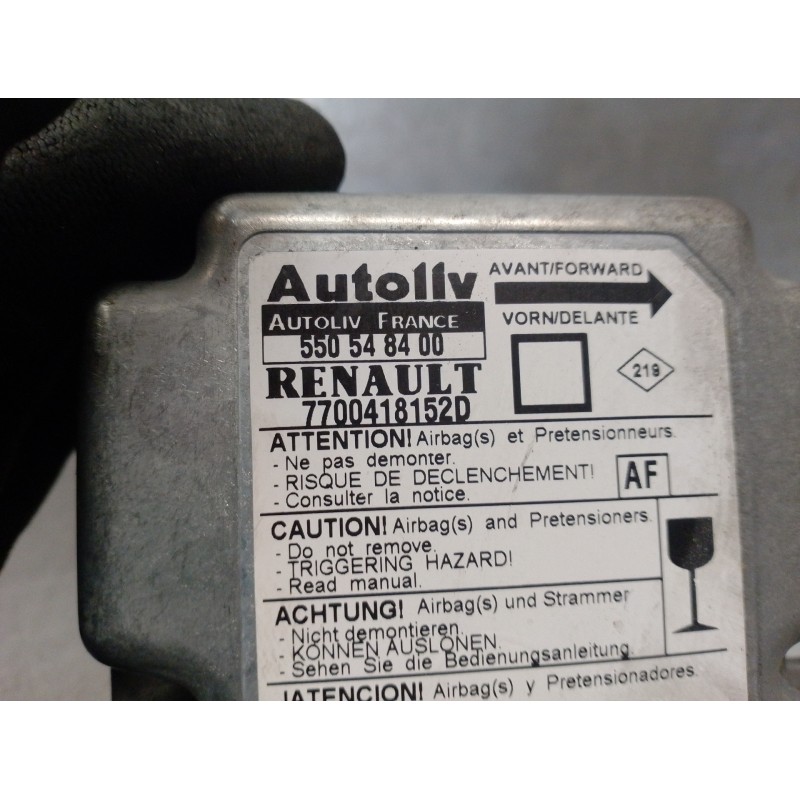 Autoliv
AVANT/FORWARD
AUTOLIV FRANCE
VORN/DELANTE
550 54 84 00
RENAULT
219
7700418152D
ATTENTION! Airbag(s) et Pretensionneurs.
- Ne pas demonter.
- RISQUE DE DECLENCHEMENT!
AF
- Consulter la notice.
CAUTION! Airbag(s) and Pretensioners.
- Do not remove.
- TRIGGERING HAZARD!
- Read manual.
ACHTUNG! Airbag(s) und Strammer
- Nicht demontieren.
- KONNEN AUSLONEN.
- Sehen Sie die Bedienungsanleitung.
¡ATENCION! Airbag(s) y Pretensionadores.